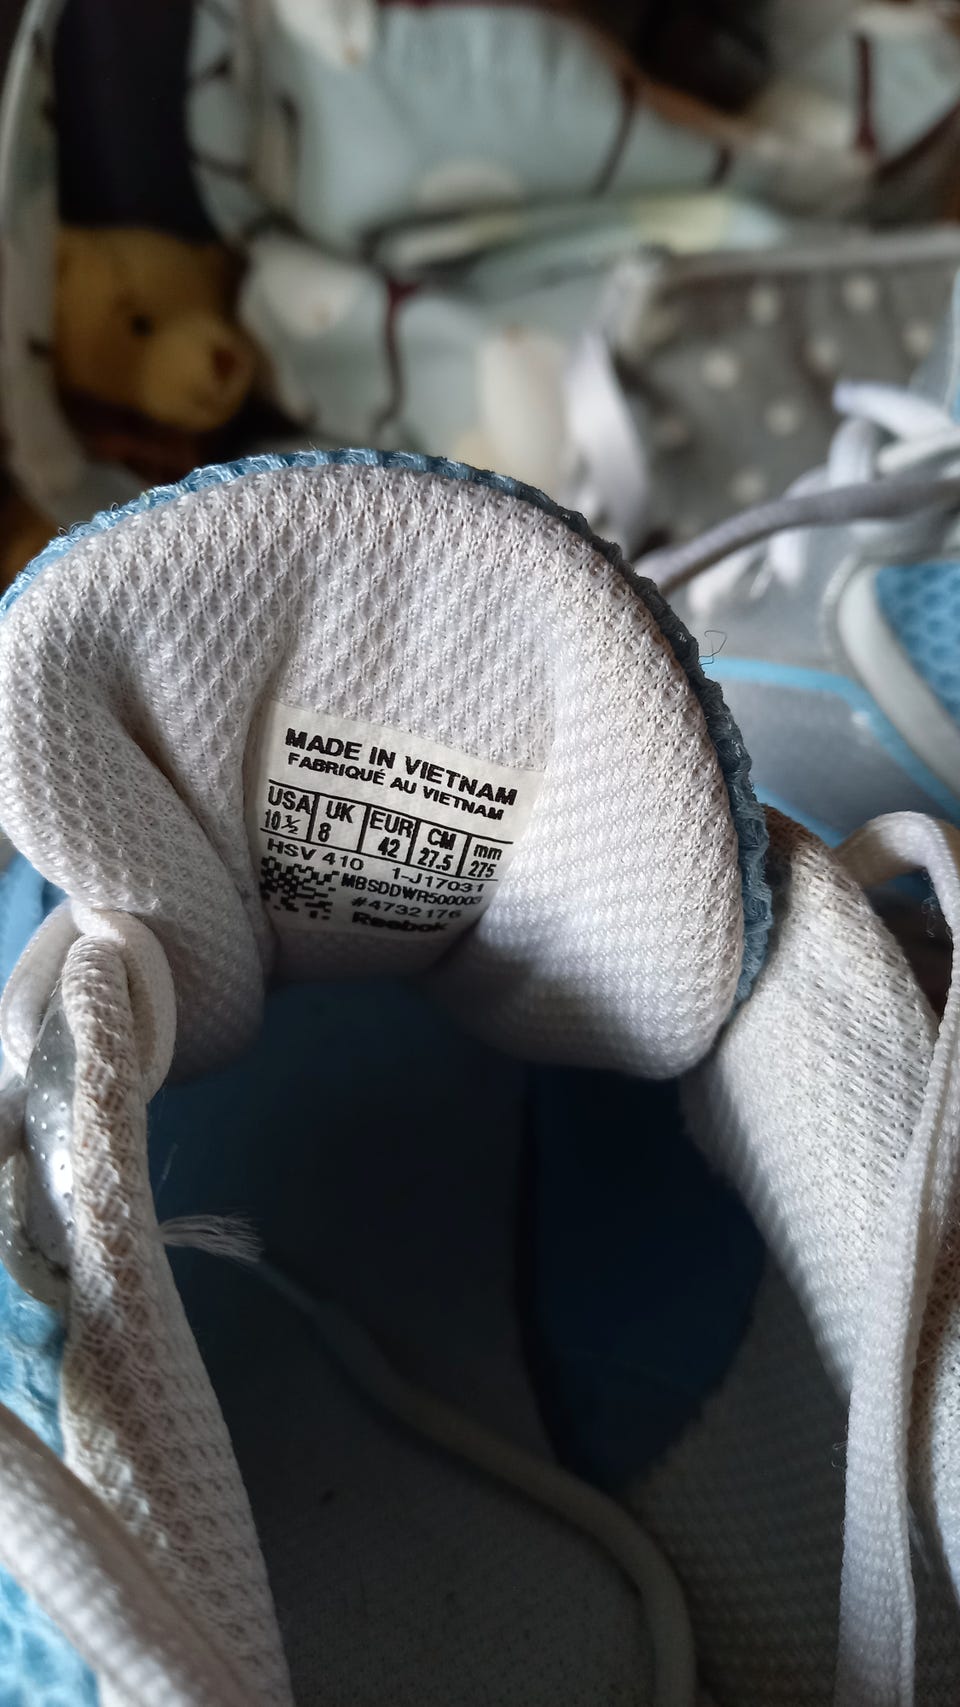 MADE IN VIETNAM
FABRIQUÉ AU VIETNAM
USA UK EUR CM mm
10½ 8 42 27.5 275
HSV 410 1-J17031
MBSDDWR500003
#4732176
Reebok